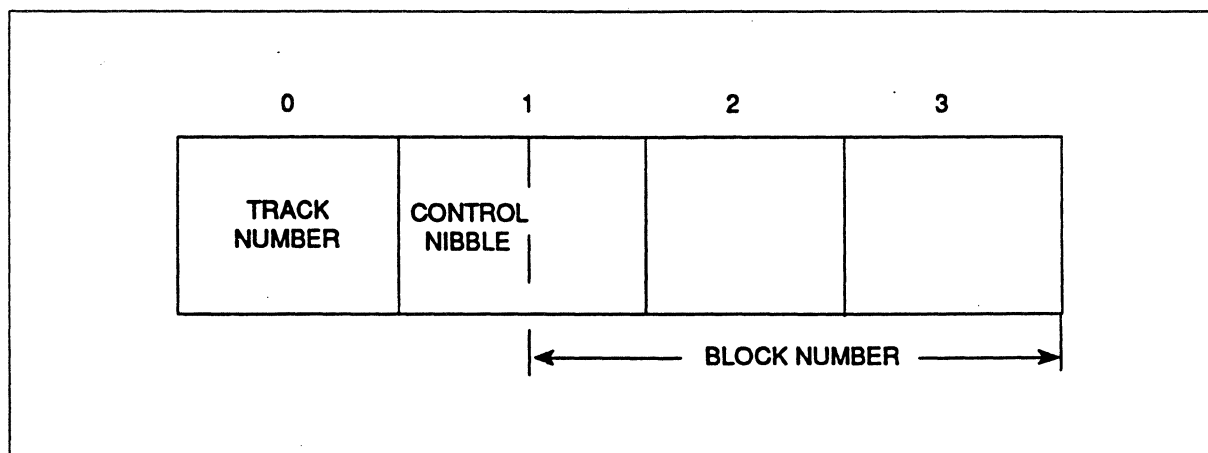 0 1 2 3
TRACK
NUMBER
CONTROL
NIBBLE
BLOCK NUMBER